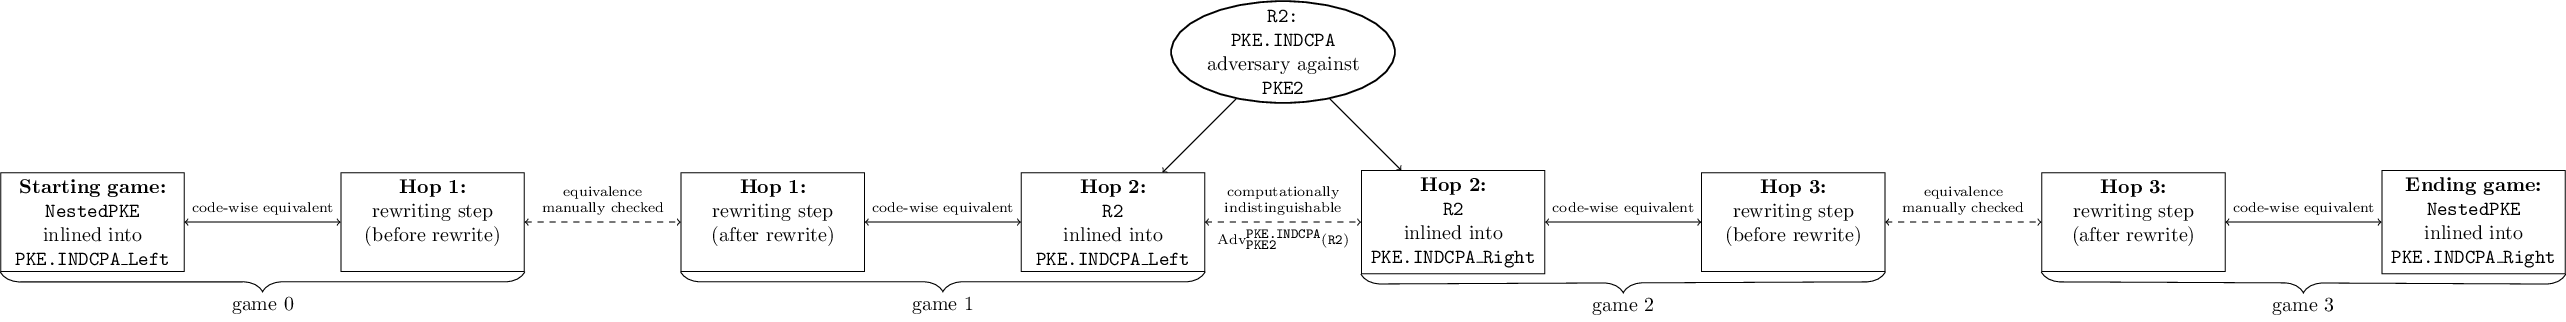 R2:
PKE.INDCPA
adversary against
PKE2
Starting game:
NestedPKE
inlined into
PKE.INDCPA_Left
code-wise equivalent
Hop 1:
rewriting step
(before rewrite)
equivalence
manually checked
Hop 1:
rewriting step
(after rewrite)
code-wise equivalent
Hop 2:
R2
inlined into
PKE.INDCPA_Left
computationally
indistinguishable
Adv^{PKE.INDCPA}_{PKE2}(R2)
Hop 2:
R2
inlined into
PKE.INDCPA_Right
code-wise equivalent
Hop 3:
rewriting step
(before rewrite)
equivalence
manually checked
Hop 3:
rewriting step
(after rewrite)
code-wise equivalent
Ending game:
NestedPKE
inlined into
PKE.INDCPA_Right
game 0
game 1
game 2
game 3